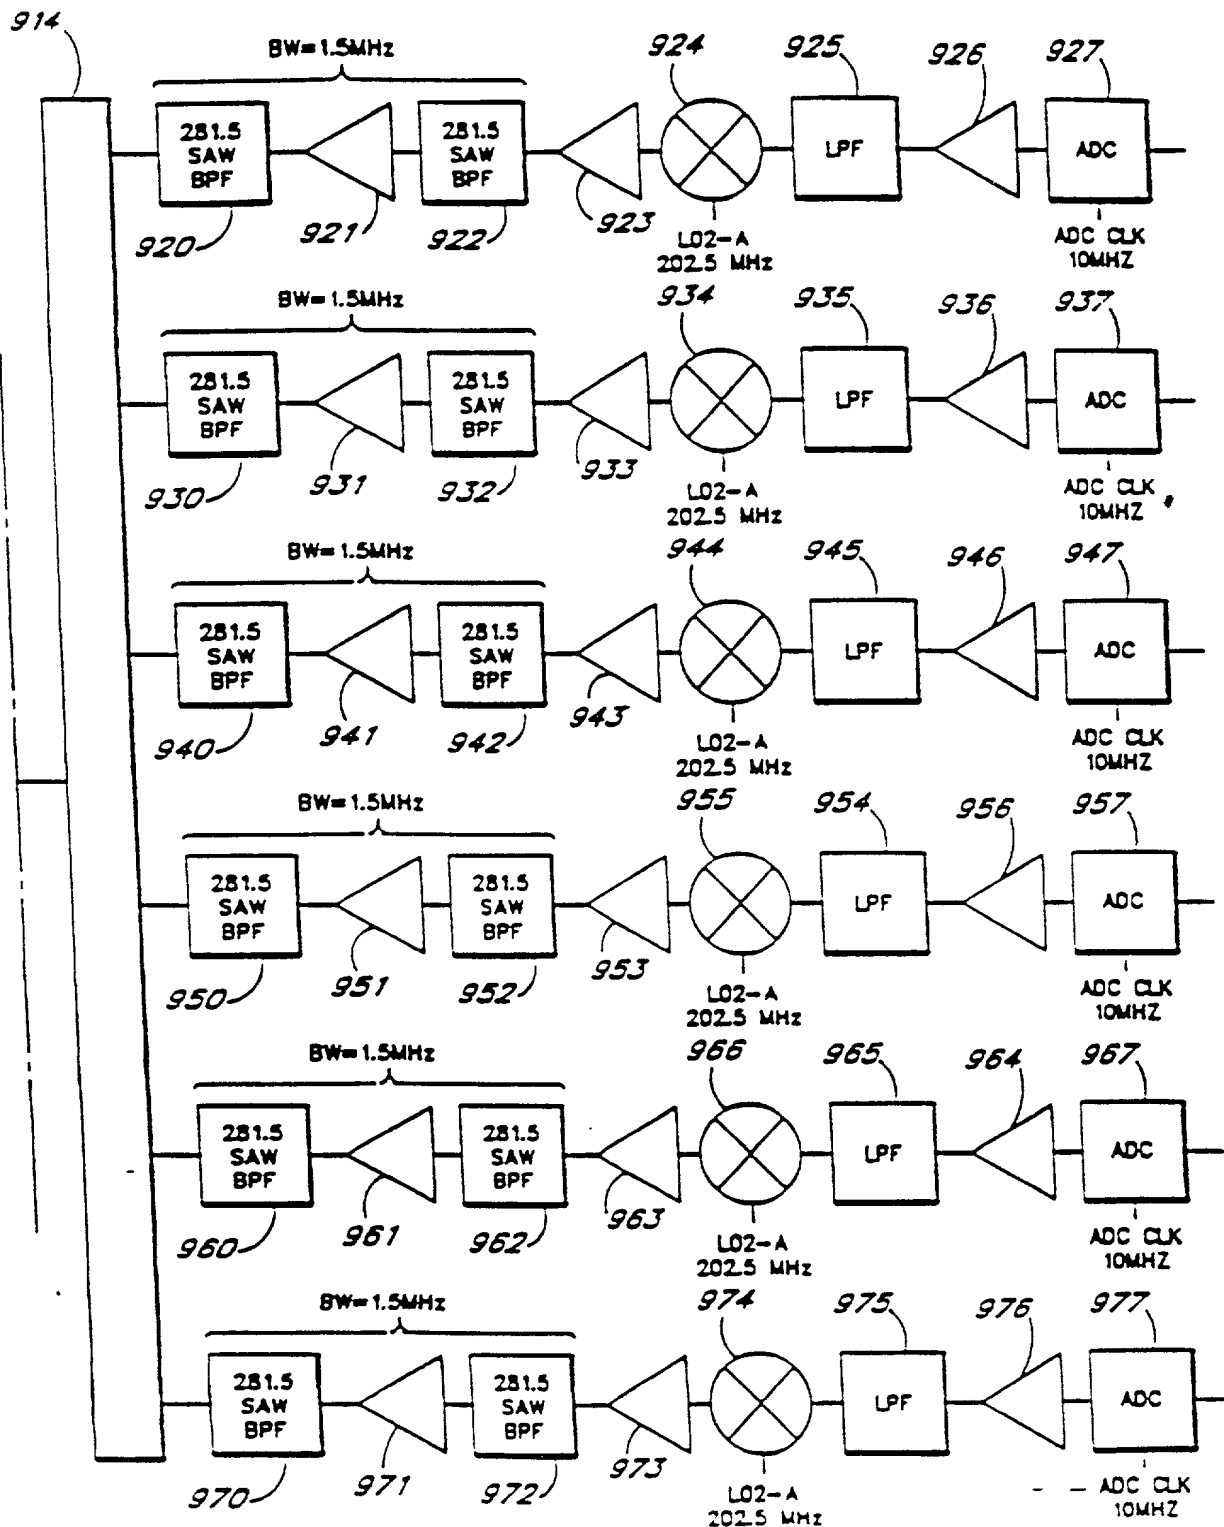 914
BW=1.5MHz
924
925
926
927
281.5
SAW
BPF
281.5
SAW
BPF
LPF
ADC
920
921
922
923
LO2-A
202.5 MHz
ADC CLK
10MHZ
BW=1.5MHz
934
935
936
937
281.5
SAW
BPF
281.5
SAW
BPF
LPF
ADC
930
931
932
933
LO2-A
202.5 MHz
ADC CLK
10MHZ
BW=1.5MHz
944
945
946
947
281.5
SAW
BPF
281.5
SAW
BPF
LPF
ADC
940
941
942
943
LO2-A
202.5 MHz
ADC CLK
10MHZ
BW=1.5MHz
955
954
956
957
281.5
SAW
BPF
281.5
SAW
BPF
LPF
ADC
950
951
952
953
LO2-A
202.5 MHz
ADC CLK
10MHZ
BW=1.5MHz
966
965
964
967
281.5
SAW
BPF
281.5
SAW
BPF
LPF
ADC
960
961
962
963
LO2-A
202.5 MHz
ADC CLK
10MHZ
BW=1.5MHz
974
975
976
977
281.5
SAW
BPF
281.5
SAW
BPF
LPF
ADC
970
971
972
973
LO2-A
202.5 MHz
ADC CLK
10MHZ